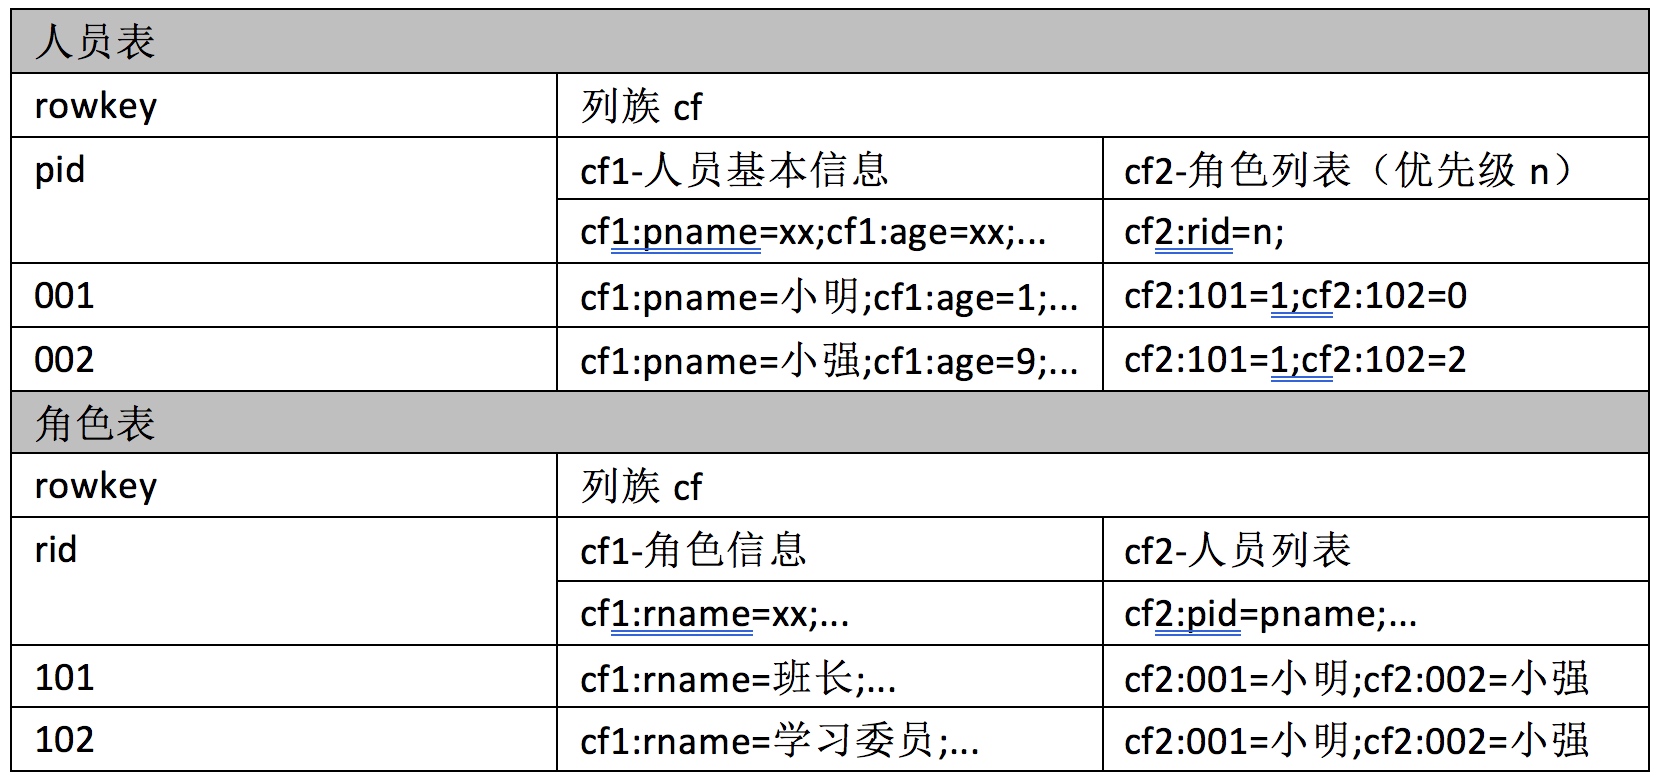 人员表
rowkey
列族 cf
pid
cf1-人员基本信息
cf2-角色列表（优先级 n）
cf1:pname=xx;cf1:age=xx;...
cf2:rid=n;
001
cf1:pname=小明;cf1:age=1;...
cf2:101=1;cf2:102=0
002
cf1:pname=小强;cf1:age=9;...
cf2:101=1;cf2:102=2
角色表
rowkey
列族 cf
rid
cf1-角色信息
cf2-人员列表
cf1:rname=xx;...
cf2:pid=pname;...
101
cf1:rname=班长;...
cf2:001=小明;cf2:002=小强
102
cf1:rname=学习委员;...
cf2:001=小明;cf2:002=小强